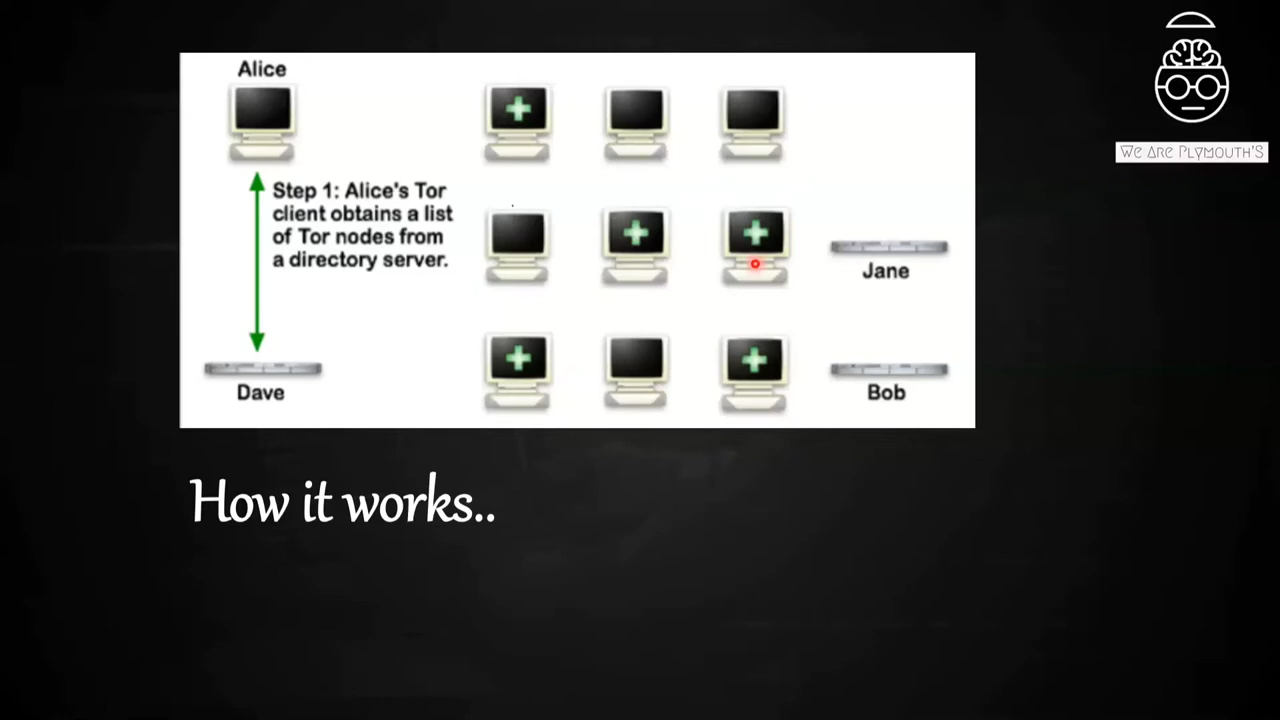 Alice
Step 1: Alice's Tor
client obtains a list
of Tor nodes from
a directory server.
Dave
Jane
Bob
How it works..
We Are Plymouth's